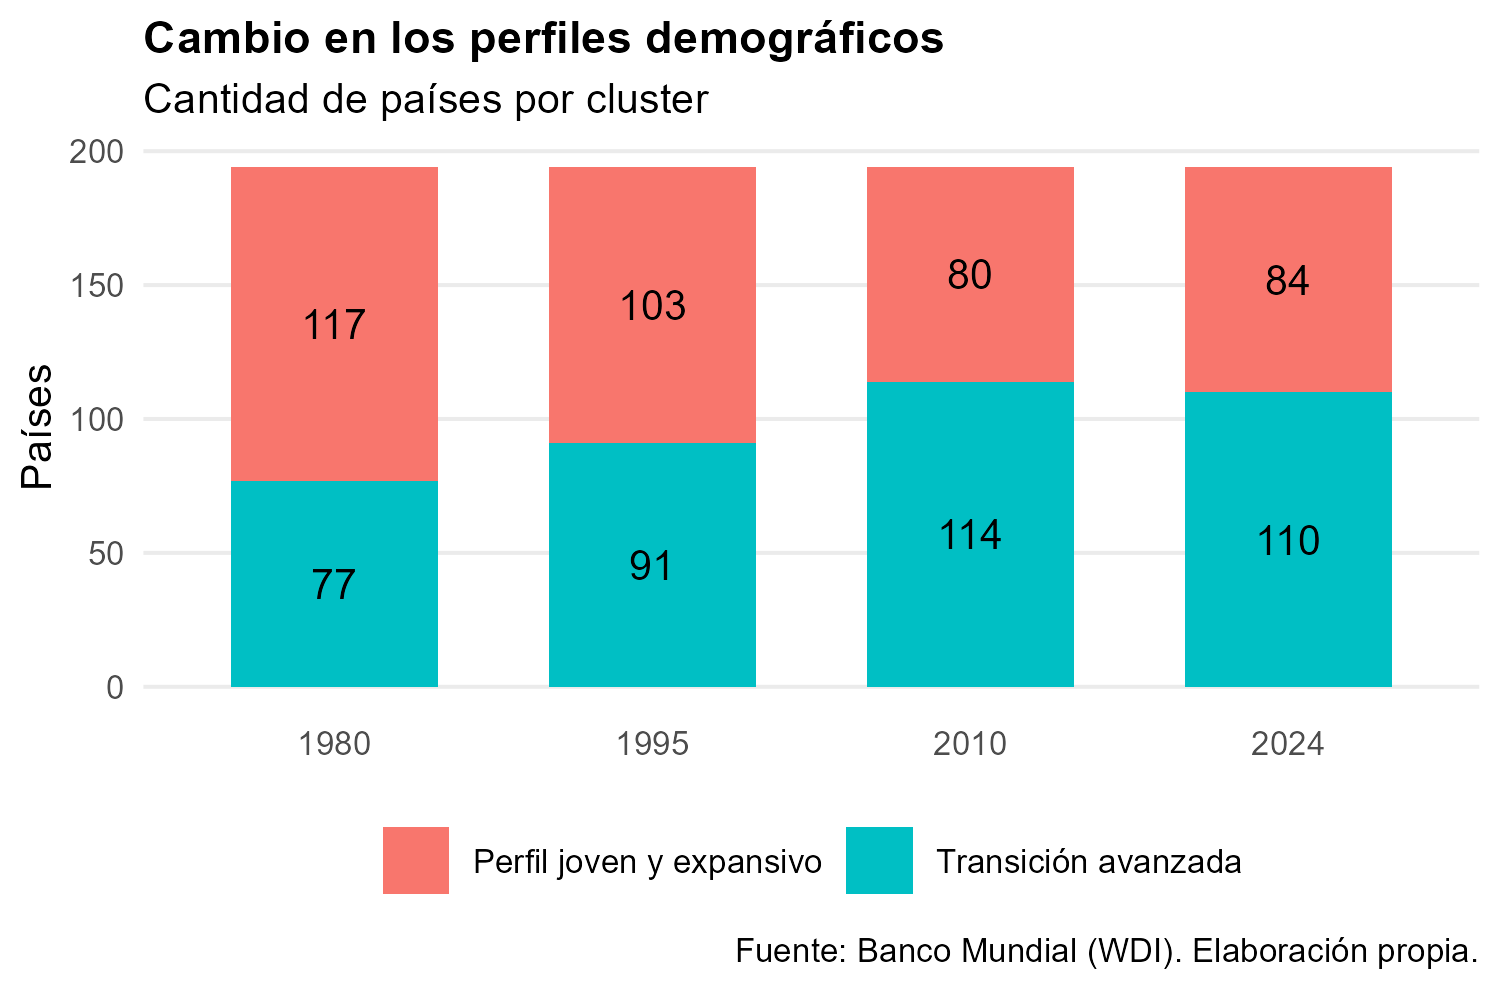 Cambio en los perfiles demográficos
Cantidad de países por cluster
Países
200
150
100
50
0
117
103
80
84
77
91
114
110
1980
1995
2010
2024
Perfil joven y expansivo
Transición avanzada
Fuente: Banco Mundial (WDI). Elaboración propia.